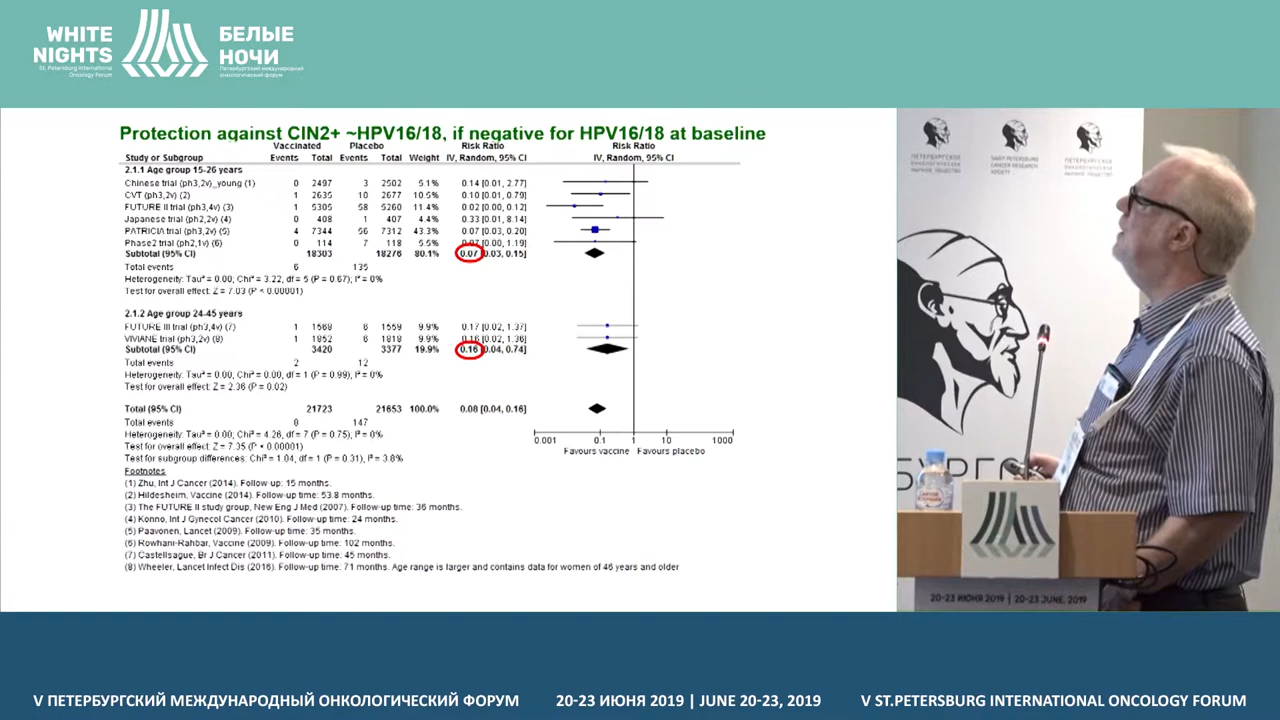 WHITE
NIGHTS
St. Petersburg International
Oncology Forum
БЕЛЫЕ
НОЧИ
Петербургский международный
онкологический форум
Protection against CIN2+ ~HPV16/18, if negative for HPV16/18 at baseline
Vaccinated Placebo Risk Ratio Risk Ratio
Study or Subgroup Events Total Events Total Weight IV, Random, 95% CI IV, Random, 95% CI
2.1.1 Age group 15-26 years
Chinese trial (ph3,2v)_young (1) 0 2497 3 2502 5.1% 0.14 [0.01, 2.77]
CVT (ph3,2v) (2) 1 2635 10 2677 10.5% 0.10 [0.01, 0.79]
FUTURE II trial (ph3,4v) (3) 1 5305 58 5260 11.4% 0.02 [0.00, 0.12]
Japanese trial (ph2,2v) (4) 0 408 1 407 4.4% 0.33 [0.01, 8.14]
PATRICIA trial (ph3,2v) (5) 4 7344 56 7312 43.3% 0.07 [0.03, 0.20]
Phase2 trial (ph2,1v) (6) 0 114 7 118 5.5% 0.07 [0.00, 1.19]
Subtotal (95% CI) 18303 18276 80.1% 0.07 [0.03, 0.15]
Total events 6 135
Heterogeneity: Tau² = 0.00; Chi² = 3.22, df = 5 (P = 0.67); I² = 0%
Test for overall effect: Z = 7.03 (P < 0.00001)
2.1.2 Age group 24-45 years
FUTURE III trial (ph3,4v) (7) 1 1568 6 1559 9.9% 0.17 [0.02, 1.37]
VIVIANE trial (ph3,2v) (8) 1 1852 6 1818 9.9% 0.16 [0.02, 1.36]
Subtotal (95% CI) 3420 3377 19.9% 0.16 [0.04, 0.74]
Total events 2 12
Heterogeneity: Tau² = 0.00; Chi² = 0.00, df = 1 (P = 0.99); I² = 0%
Test for overall effect: Z = 2.36 (P = 0.02)
Total (95% CI) 21723 21653 100.0% 0.08 [0.04, 0.16]
Total events 8 147
Heterogeneity: Tau² = 0.00; Chi² = 4.26, df = 7 (P = 0.75); I² = 0%
Test for overall effect: Z = 7.35 (P < 0.00001)
Test for subgroup differences: Chi² = 1.04, df = 1 (P = 0.31), I² = 3.8%
0.001 0.1 1 10 1000
Favours vaccine Favours placebo
Footnotes
(1) Zhu, Int J Cancer (2014). Follow-up: 15 months.
(2) Hildesheim, Vaccine (2014). Follow-up time: 53.8 months.
(3) The FUTURE II study group, New Eng J Med (2007). Follow-up time: 36 months.
(4) Konno, Int J Gynecol Cancer (2010). Follow-up time: 24 months.
(5) Paavonen, Lancet (2009). Follow-up time: 35 months.
(6) Rowhani-Rahbar, Vaccine (2009). Follow-up time: 102 months.
(7) Castellsague, Br J Cancer (2011). Follow-up time: 45 months.
(8) Wheeler, Lancet Infect Dis (2016). Follow-up time: 71 months. Age range is larger and contains data for women of 46 years and older
ПЕТЕРБУРГСКОЕ
ОНКОЛОГИЧЕСКОЕ
НАУЧНОЕ ОБЩЕСТВО
SAINT PETERSBURG
CANCER RESEARCH
SOCIETY
ПЕТЕРБУРГСКОЕ
ОНКОЛОГИЧЕСКОЕ
НАУЧНОЕ ОБЩЕСТВО
20-23 ИЮНЯ 2019 | 20-23 JUNE, 2019
V ПЕТЕРБУРГСКИЙ МЕЖДУНАРОДНЫЙ ОНКОЛОГИЧЕСКИЙ ФОРУМ 20-23 ИЮНЯ 2019 | JUNE 20-23, 2019 V ST.PETERSBURG INTERNATIONAL ONCOLOGY FORUM